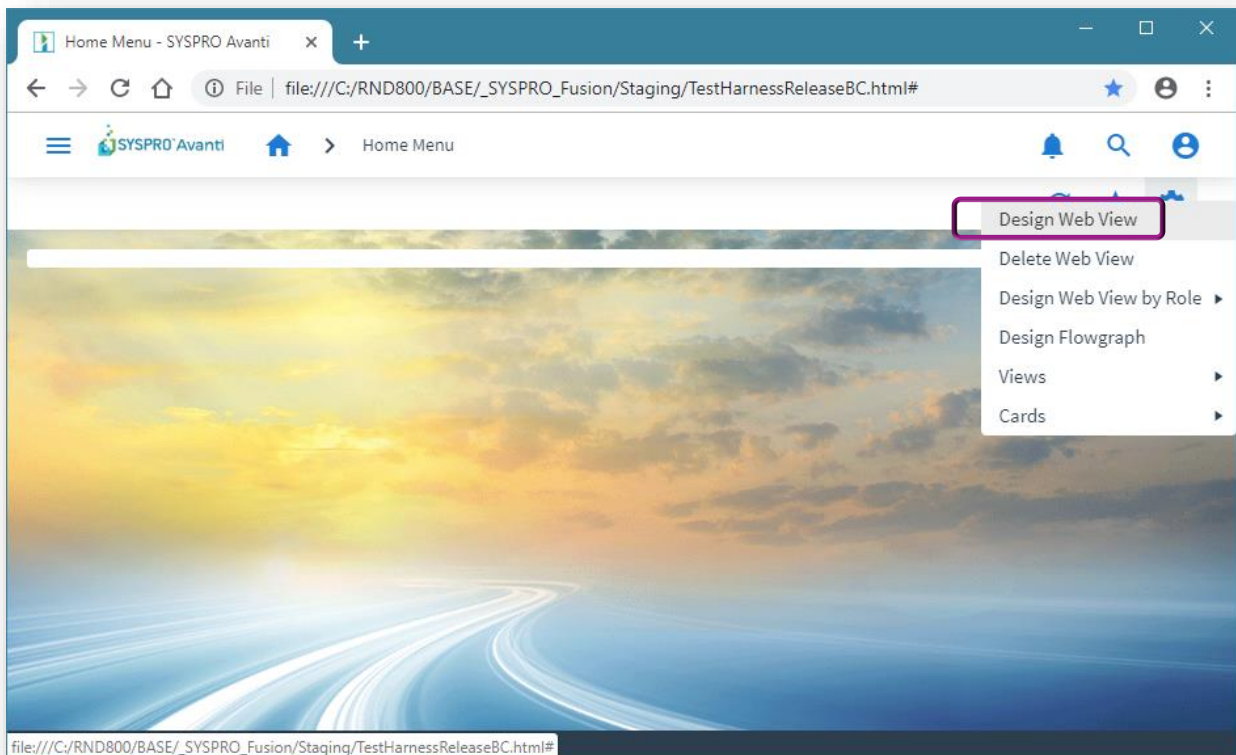 Home Menu - SYSPRO Avanti
File file:///C:/RND800/BASE/_SYSPRO_Fusion/Staging/TestHarnessReleaseBC.html#
SYSPRO Avanti Home Menu
Design Web View
Delete Web View
Design Web View by Role
Design Flowgraph
Views
Cards
file:///C:/RND800/BASE/_SYSPRO_Fusion/Staging/TestHarnessReleaseBC.html#